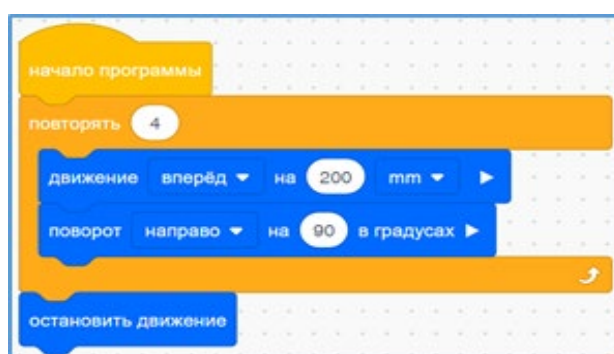 начало программы
повторять 4
движение вперёд на 200 mm
поворот направо на 90 в градусах
остановить движение